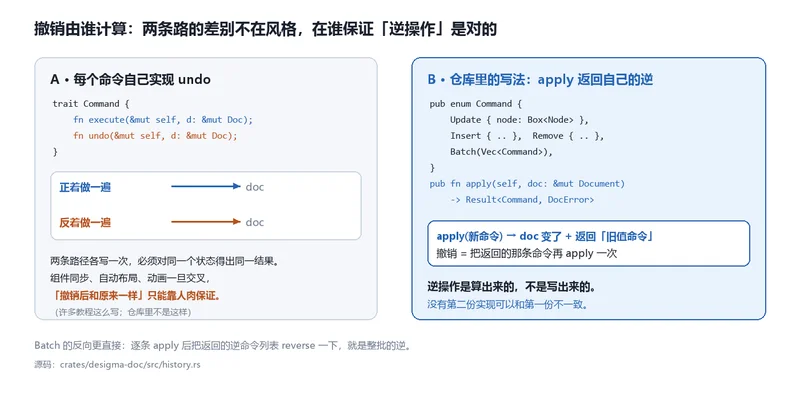 撤销由谁计算：两条路的差别不在风格，在谁保证「逆操作」是对的
A · 每个命令自己实现 undo
trait Command {
fn execute(&mut self, d: &mut Doc);
fn undo(&mut self, d: &mut Doc);
}
正着做一遍 doc
反着做一遍 doc
两条路径各写一次，必须对同一个状态得出同一结果。
组件同步、自动布局、动画一旦交叉，
「撤销后和原来一样」只能靠人肉保证。
（许多教程这么写；仓库里不是这样）
B · 仓库里的写法：apply 返回自己的逆
pub enum Command {
Update { node: Box<Node> },
Insert { .. }, Remove { .. },
Batch(Vec<Command>),
}
pub fn apply(self, doc: &mut Document)
-> Result<Command, DocError>
apply(新命令) → doc 变了 + 返回「旧值命令」
撤销 = 把返回的那条命令再 apply 一次
逆操作是算出来的，不是写出来的。
没有第二份实现可以和第一份不一致。
Batch 的反向更直接：逐条 apply 后把返回的逆命令列表 reverse 一下，就是整批的逆。
源码：crates/designa-doc/src/history.rs